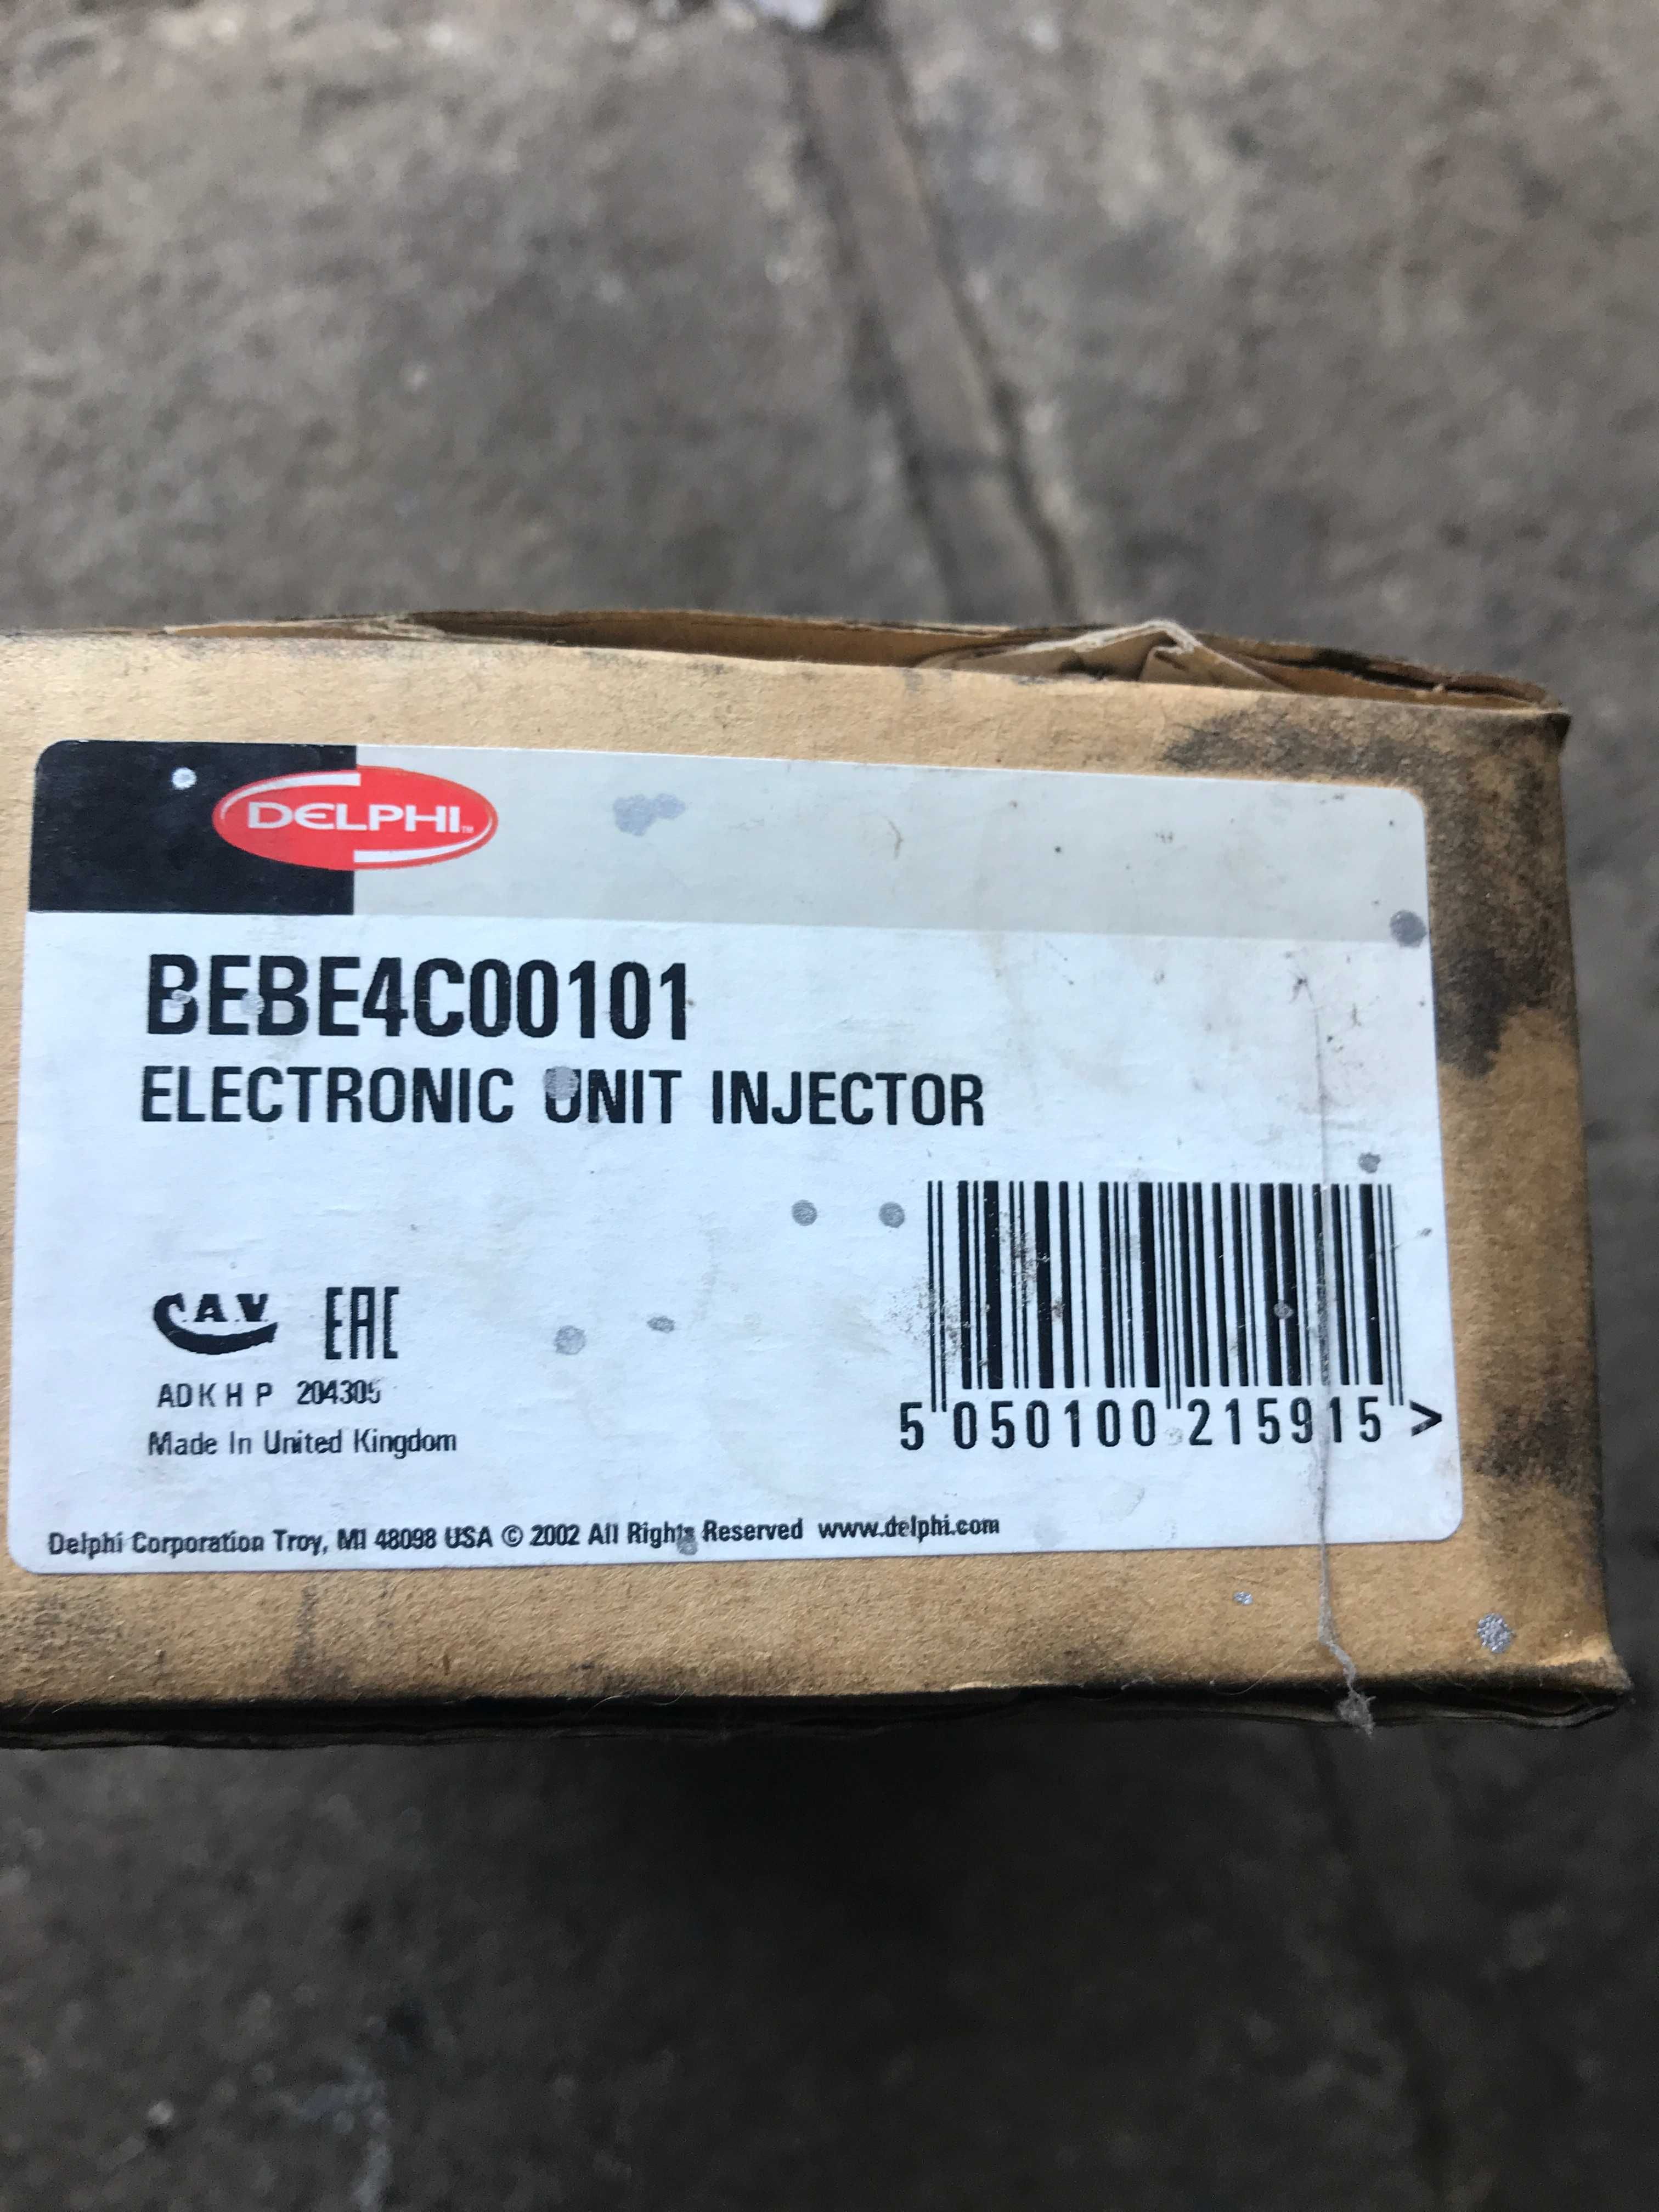 DELPHI™
BEBE4C00101
ELECTRONIC UNIT INJECTOR
C.A.V EAC
ADKHP 204305
Made In United Kingdom
5 050100 215915 >
Delphi Corporation Troy, MI 48098 USA © 2002 All Rights Reserved www.delphi.com